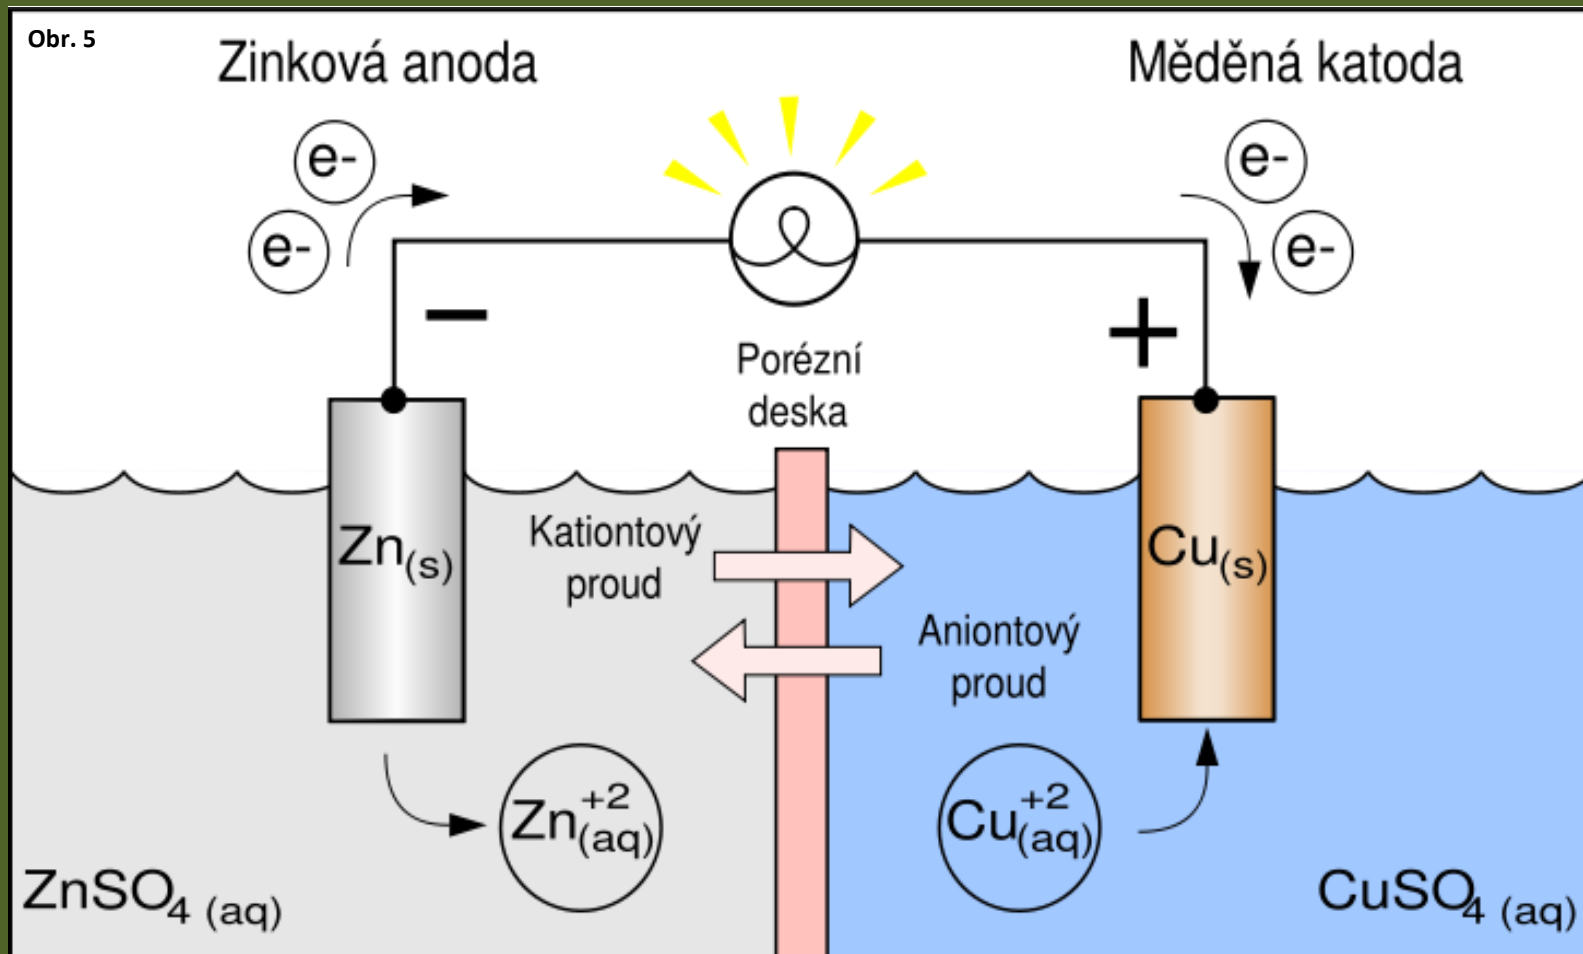 Obr. 5
Zinková anoda
Měděná katoda
e-
e-
e-
e-
−
+
Porézní
deska
Zn(s)
Kationtový
proud
Cu(s)
Aniontový
proud
Zn+2(aq)
Cu+2(aq)
ZnSO4 (aq)
CuSO4 (aq)